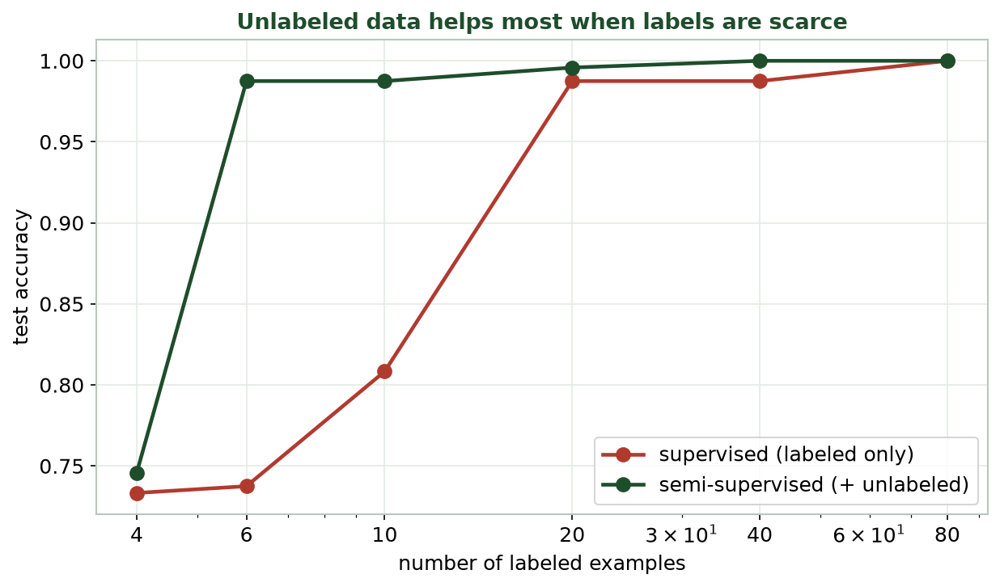 Unlabeled data helps most when labels are scarce
1.00
0.95
0.90
0.85
0.80
0.75
test accuracy
supervised (labeled only)
semi-supervised (+ unlabeled)
4 6 10 20 3 × 10¹ 40 6 × 10¹ 80
number of labeled examples